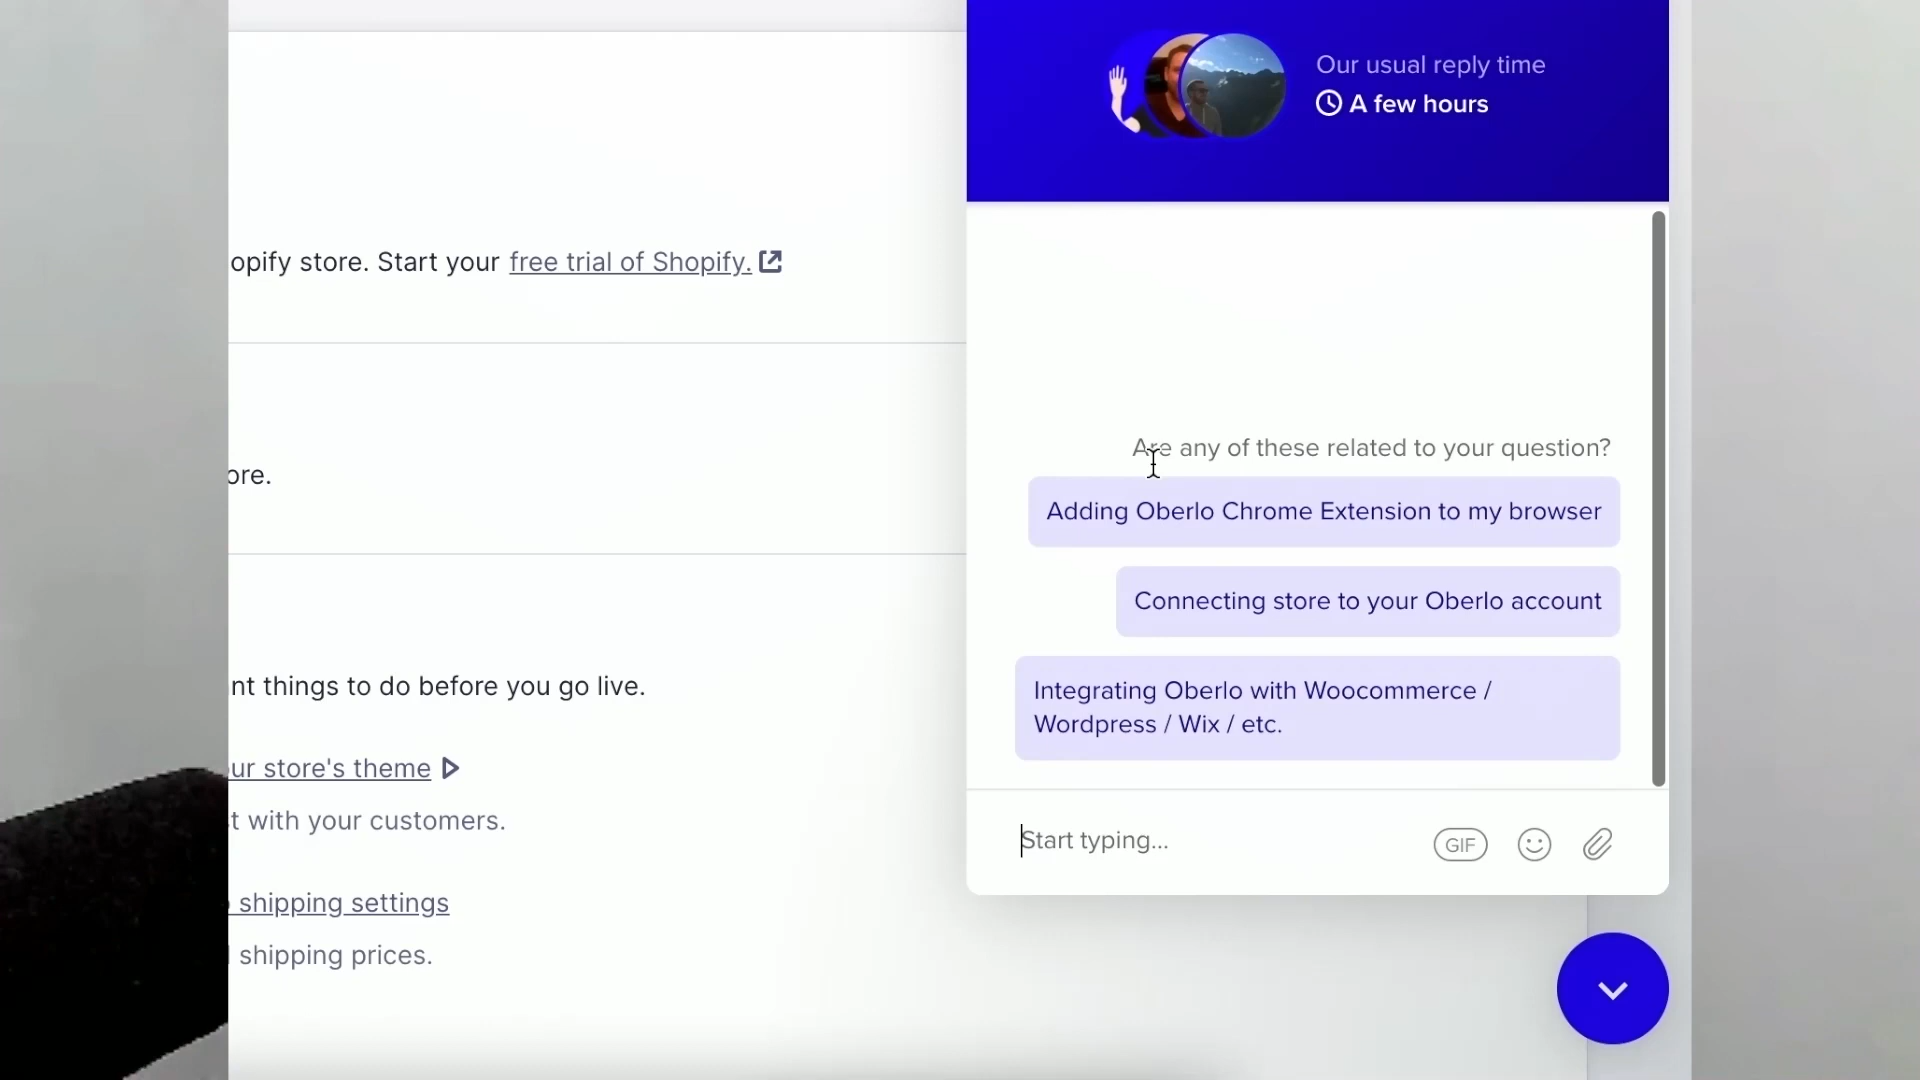 Our usual reply time
A few hours
opify store. Start your free trial of Shopify.
Are any of these related to your question?
ore.
Adding Oberlo Chrome Extension to my browser
Connecting store to your Oberlo account
Integrating Oberlo with Woocommerce /
Wordpress / Wix / etc.
nt things to do before you go live.
ur store's theme
t with your customers.
Start typing...
GIF
shipping settings
shipping prices.